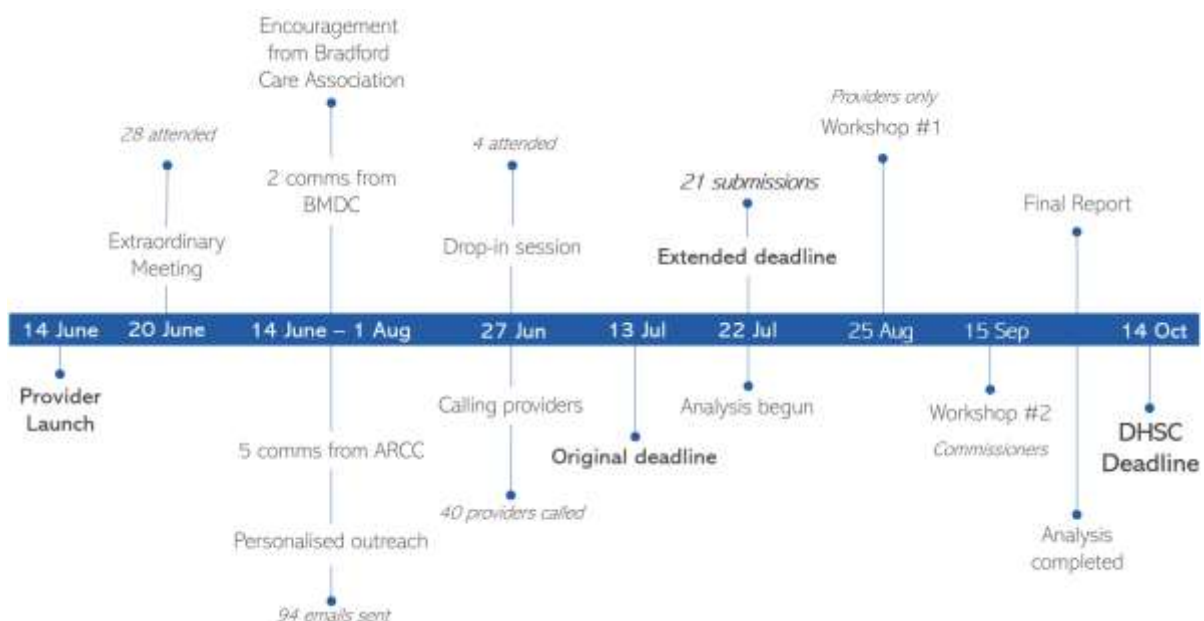 Encouragement
from Bradford
Care Association
28 attended
2 comms from
BMDC
Extraordinary
Meeting
4 attended
Drop-in session
21 submissions
Extended deadline
Providers only
Workshop #1
Final Report
14 June
20 June
14 June – 1 Aug
27 Jun
13 Jul
22 Jul
25 Aug
15 Sep
14 Oct
Provider
Launch
5 comms from ARCC
Personalised outreach
94 emails sent
Calling providers
40 providers called
Original deadline
Analysis begun
Workshop #2
Commissioners
Analysis
completed
DHSC
Deadline